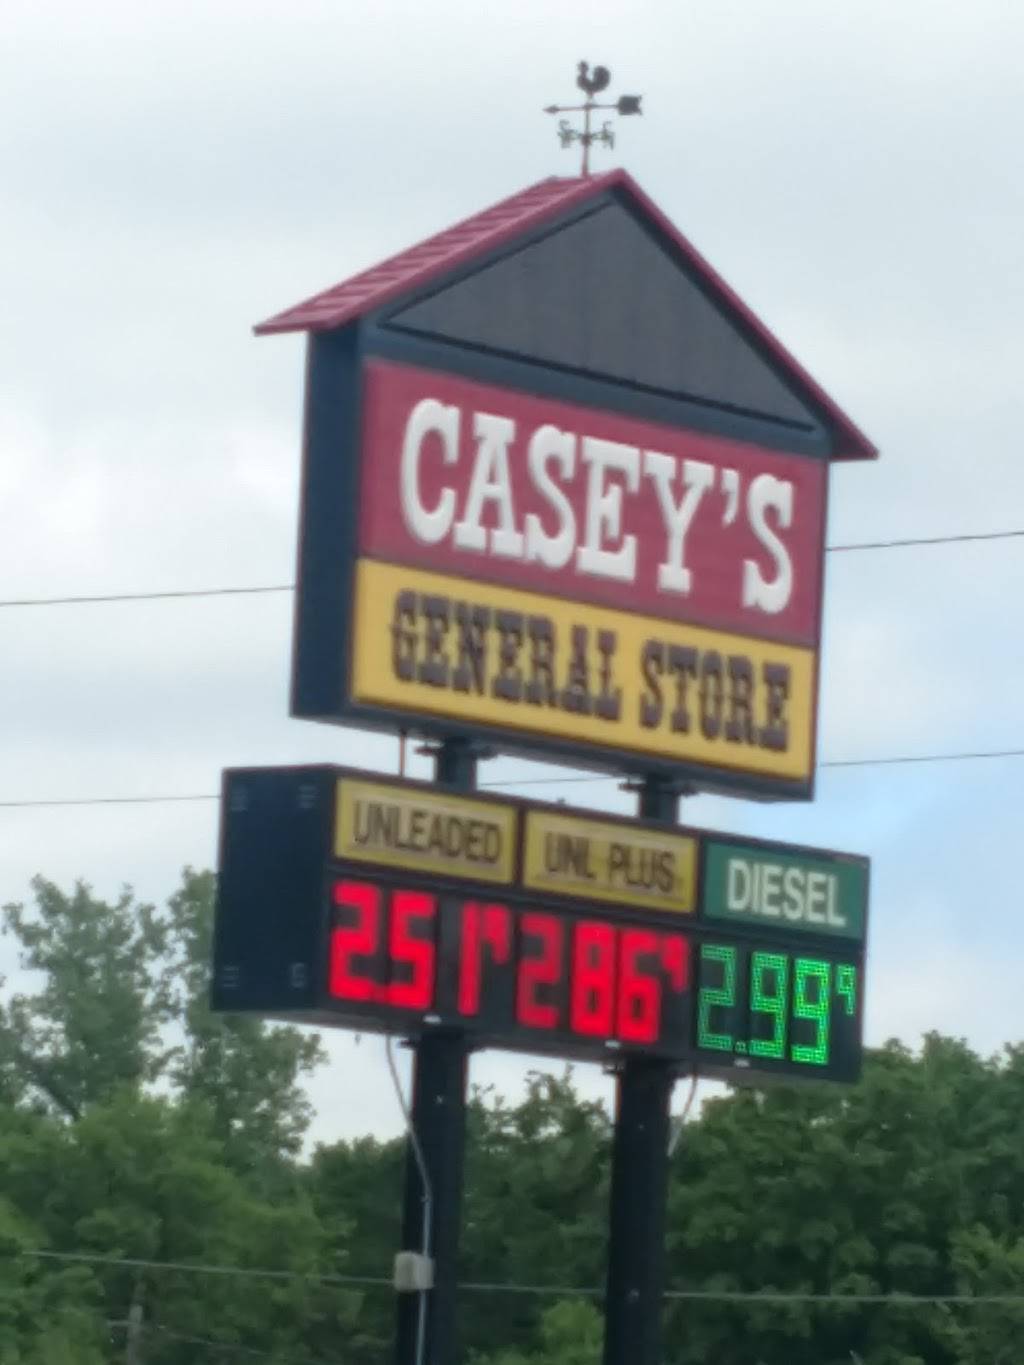 CASEY'S
GENERAL STORE
UNLEADED UNL PLUS DIESEL
2.51⁹ 2.86⁹ 2.99⁹